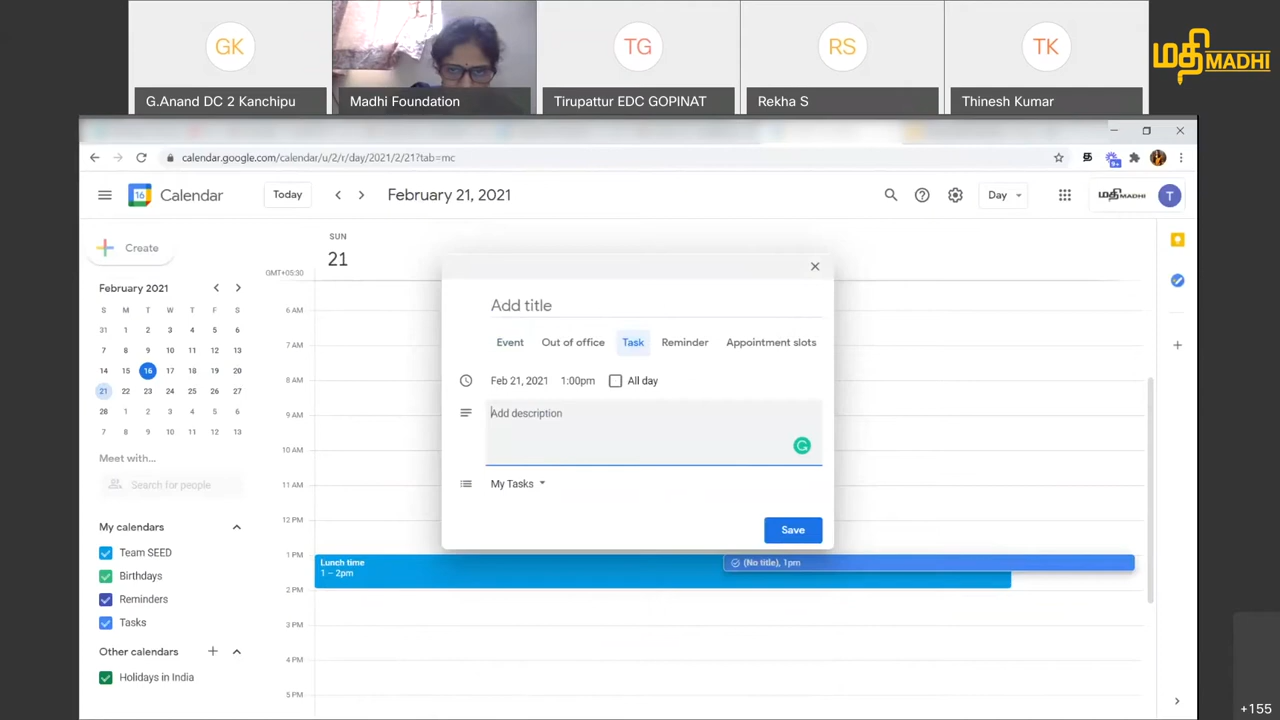 GK
TG
RS
TK
G.Anand DC 2 Kanchipu
Madhi Foundation
Tirupattur EDC GOPINAT
Rekha S
Thinesh Kumar
மதி MADHI
calendar.google.com/calendar/u/2/r/day/2021/2/21?tab=mc
9+
16 Calendar
Today
February 21, 2021
Day
மதி MADHI
T
Create
SUN
21
GMT+05:30
February 2021
S M T W T F S
31 1 2 3 4 5 6
7 8 9 10 11 12 13
14 15 16 17 18 19 20
21 22 23 24 25 26 27
28 1 2 3 4 5 6
7 8 9 10 11 12 13
Meet with...
Search for people
My calendars
Team SEED
Birthdays
Reminders
Tasks
Other calendars
Holidays in India
6 AM
7 AM
8 AM
9 AM
10 AM
11 AM
12 PM
1 PM
2 PM
3 PM
4 PM
5 PM
Add title
Event Out of office Task Reminder Appointment slots
Feb 21, 2021 1:00pm All day
Add description
My Tasks
Save
Lunch time
1 – 2pm
(No title), 1pm
+155